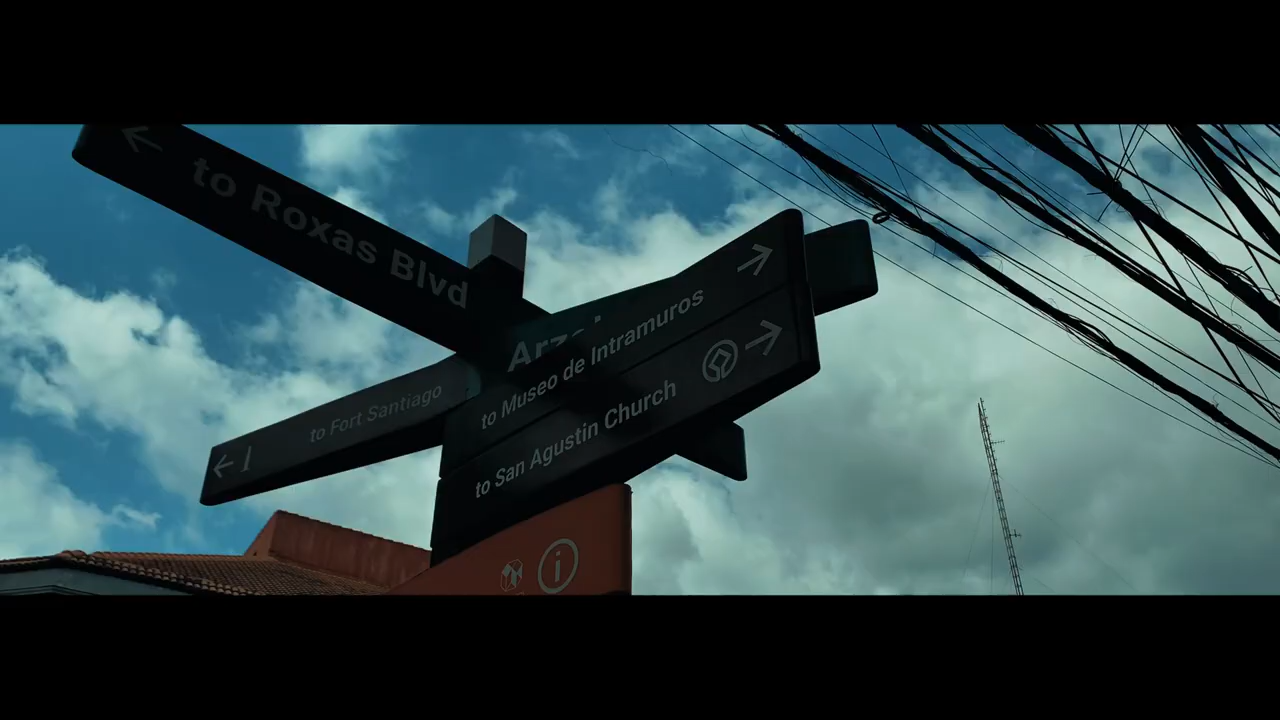 to Roxas Blvd
to Museo de Intramuros
to Fort Santiago
to San Agustin Church
i